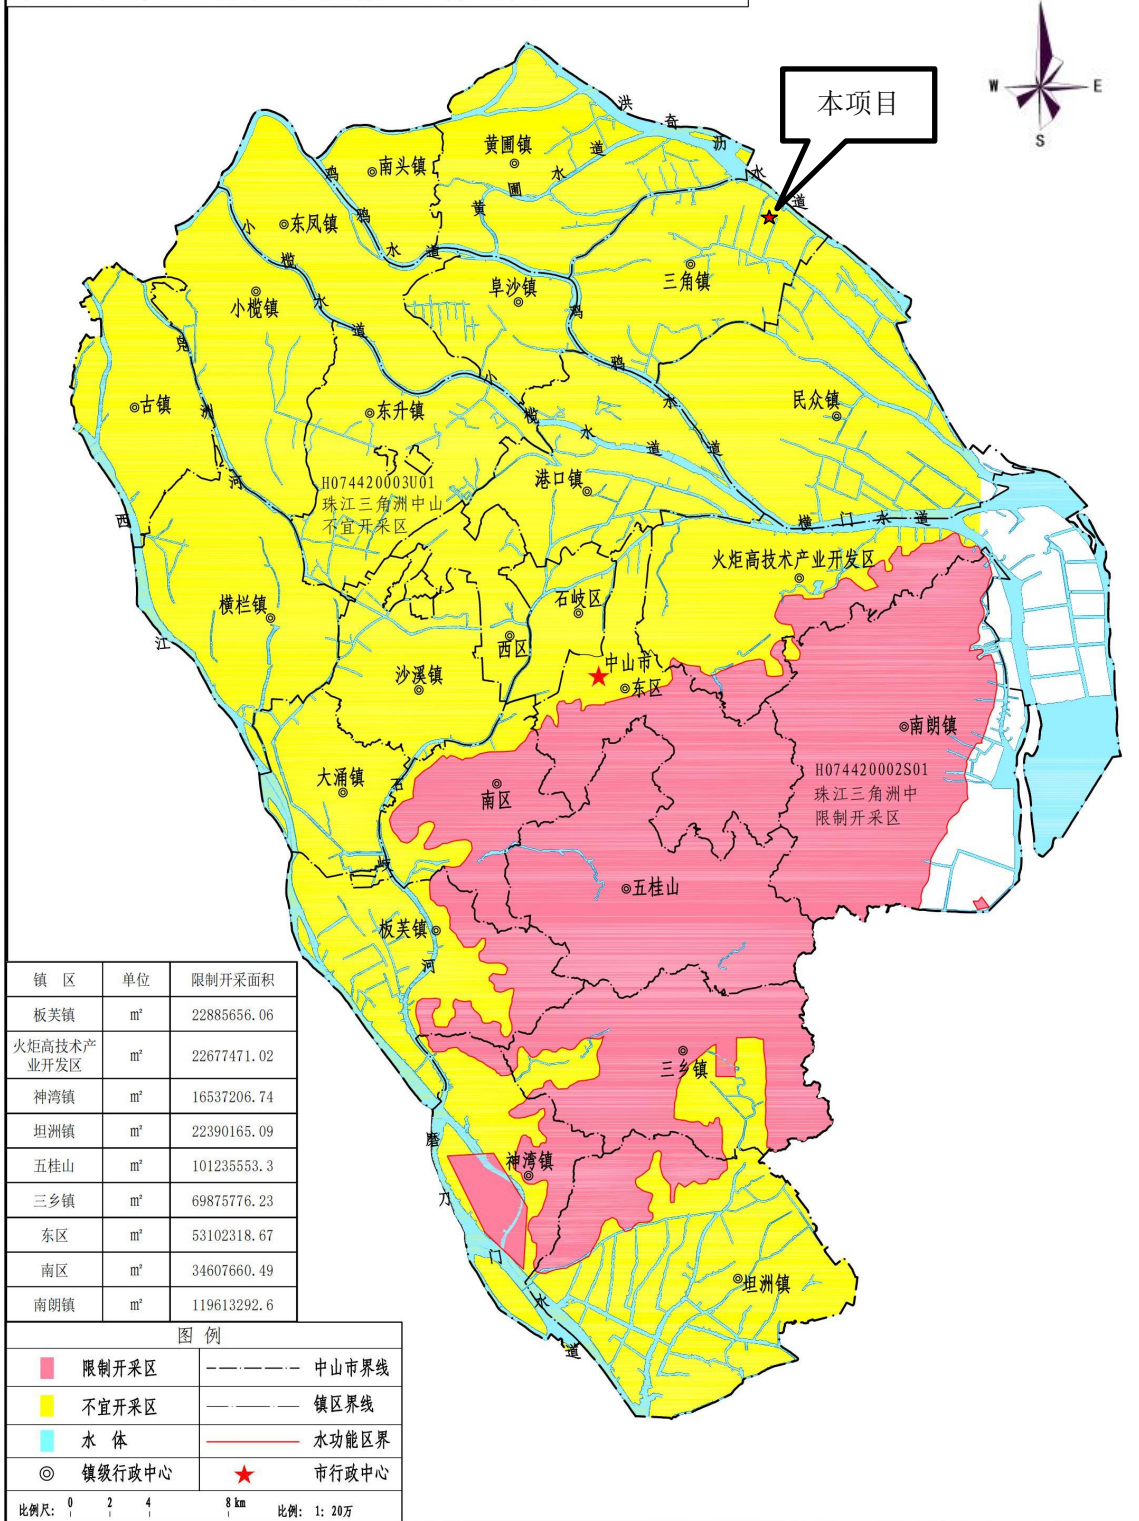 W
E
S
本项目
洪
奇
沥
水
道
黄圃镇
南头镇
黄
圃
水
道
鸡
鸦
水
道
东凤镇
小
榄
水
道
小榄镇
阜沙镇
三角镇
鸡
鸦
水
道
凫
洲
河
古镇
东升镇
小
榄
水
道
民众镇
港口镇
H074420003U01
珠江三角洲中山
不宜开采区
西
江
横
门
水
道
火炬高技术产业开发区
横栏镇
石岐区
西区
中山市
沙溪镇
东区
南朗镇
H074420002S01
珠江三角洲中
限制开采区
大涌镇
石
岐
河
南区
五桂山
板芙镇
三乡镇
神湾镇
磨
刀
门
水
道
坦洲镇
镇 区 单位 限制开采面积
板芙镇 m² 22885656.06
火炬高技术产
业开发区 m² 22677471.02
神湾镇 m² 16537206.74
坦洲镇 m² 22390165.09
五桂山 m² 101235553.3
三乡镇 m² 69875776.23
东区 m² 53102318.67
南区 m² 34607660.49
南朗镇 m² 119613292.6
图 例
限制开采区 中山市界线
不宜开采区 镇区界线
水 体 水功能区界
镇级行政中心 市行政中心
比例尺: 0 2 4 8 km 比例: 1: 20万